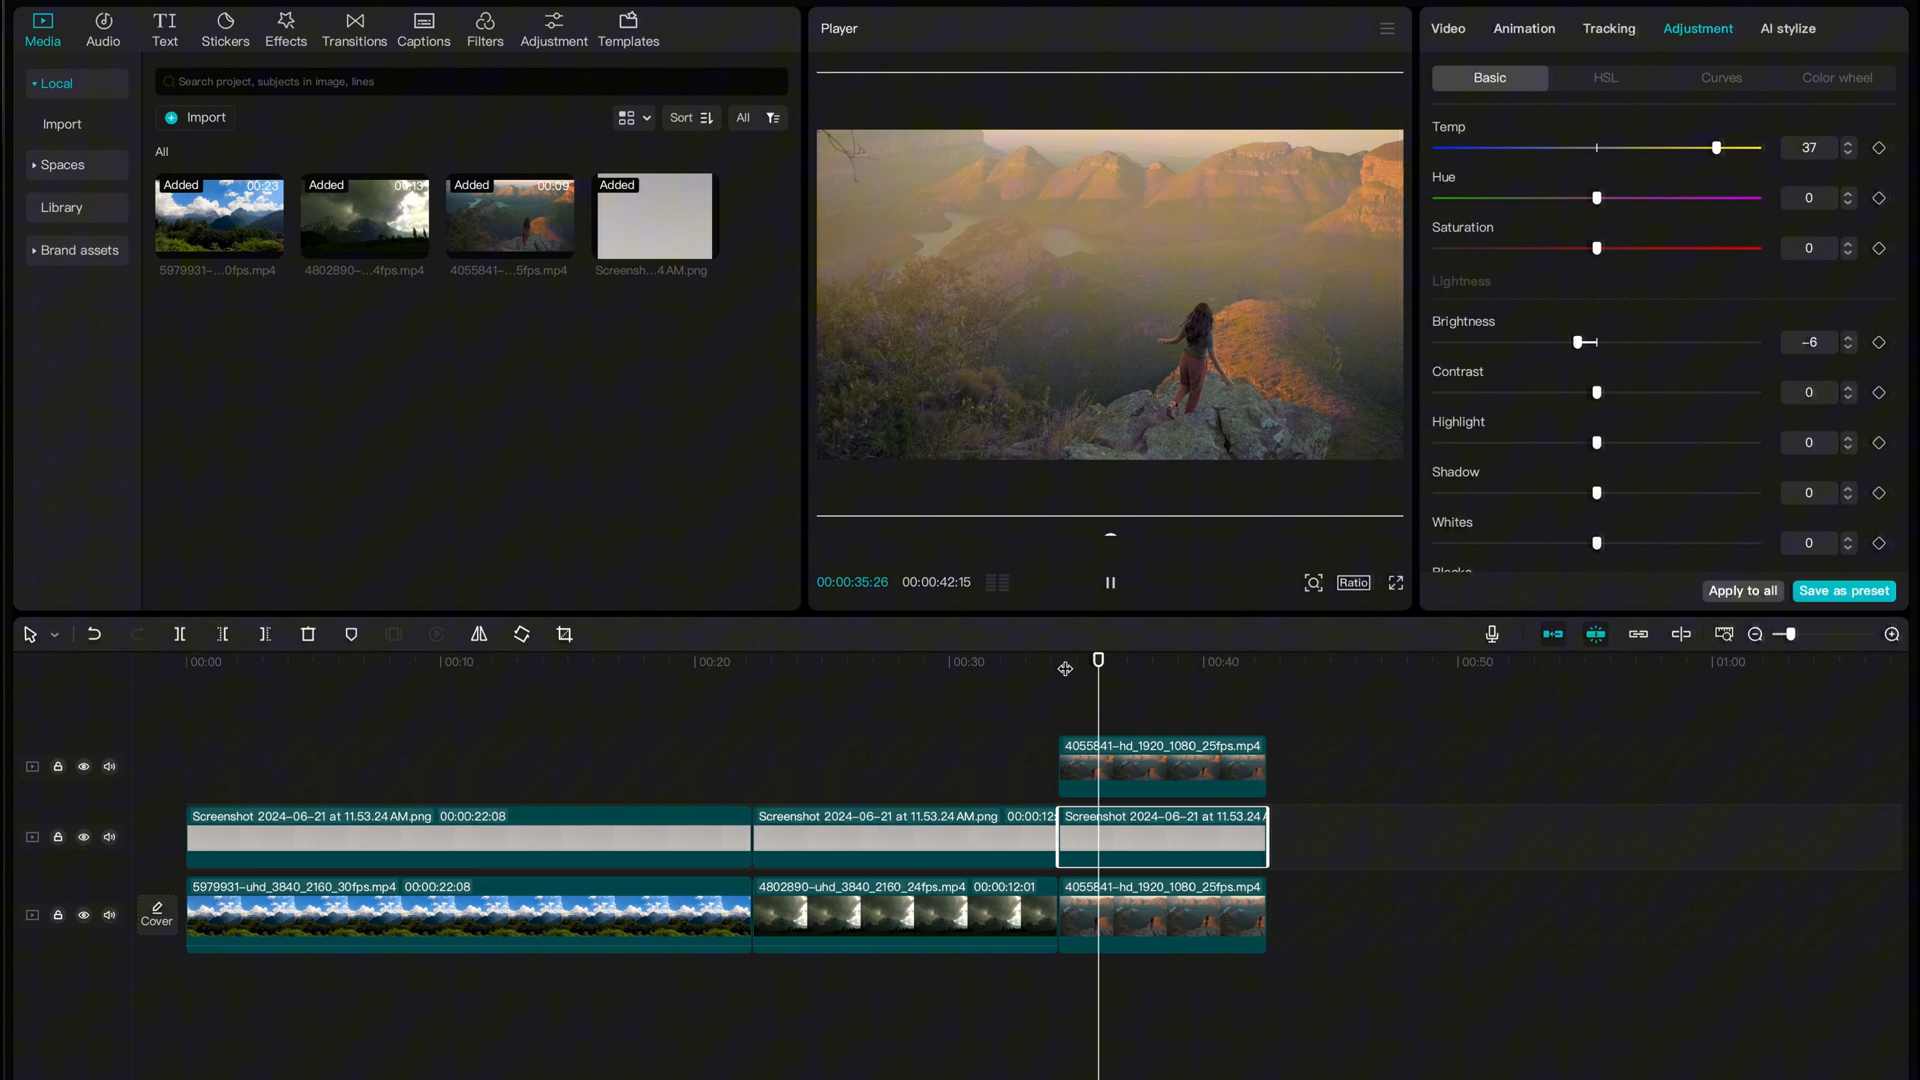 Media Audio Text Stickers Effects Transitions Captions Filters Adjustment Templates
Local
Import
Spaces
Library
Brand assets
Search project, subjects in image, lines
Import
Sort
All
All
Added 00:23
Added 00:13
Added 00:09
Added
5979931-...0fps.mp4
4802890-...4fps.mp4
4055841-...5fps.mp4
Screensh...4 AM.png
Player
00:00:35:26 00:00:42:15
Ratio
Video Animation Tracking Adjustment AI stylize
Basic HSL Curves Color wheel
Temp
37
Hue
0
Saturation
0
Lightness
Brightness
-6
Contrast
0
Highlight
0
Shadow
0
Whites
0
Apply to all
Save as preset
00:00 00:10 00:20 00:30 00:40 00:50 01:00
4055841-hd_1920_1080_25fps.mp4
Screenshot 2024-06-21 at 11.53.24 AM.png 00:00:22:08
Screenshot 2024-06-21 at 11.53.24 AM.png 00:00:12:
Screenshot 2024-06-21 at 11.53.24 A
Cover
5979931-uhd_3840_2160_30fps.mp4 00:00:22:08
4802890-uhd_3840_2160_24fps.mp4 00:00:12:01
4055841-hd_1920_1080_25fps.mp4